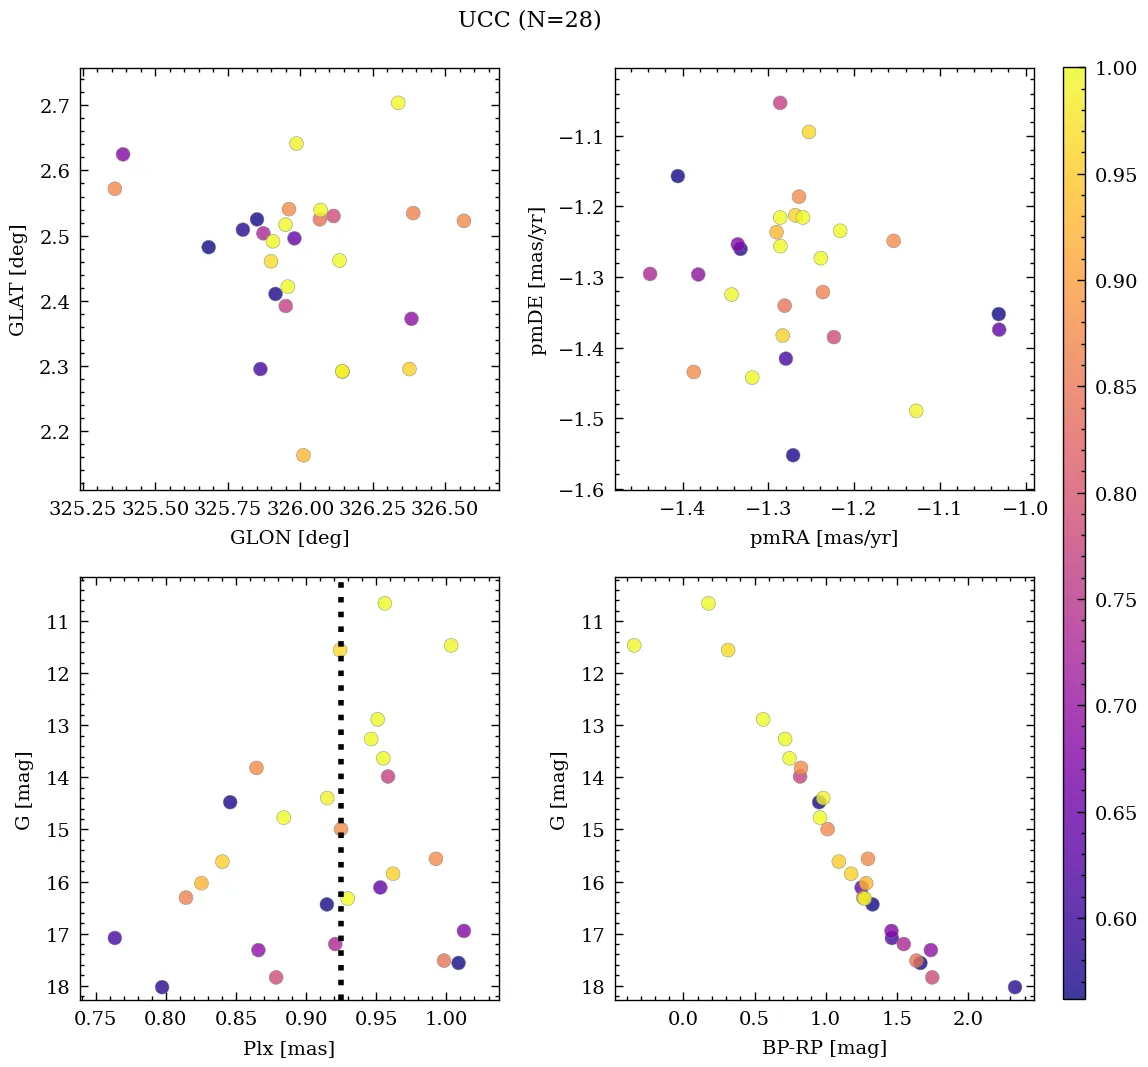 UCC (N=28)
2.7
2.6
2.5
2.4
2.3
2.2
GLAT [deg]
325.25 325.50 325.75 326.00 326.25 326.50
GLON [deg]
−1.1
−1.2
−1.3
−1.4
−1.5
−1.6
pmDE [mas/yr]
−1.4 −1.3 −1.2 −1.1 −1.0
pmRA [mas/yr]
11
12
13
14
15
16
17
18
G [mag]
0.75 0.80 0.85 0.90 0.95 1.00
Plx [mas]
11
12
13
14
15
16
17
18
G [mag]
0.0 0.5 1.0 1.5 2.0
BP-RP [mag]
1.00
0.95
0.90
0.85
0.80
0.75
0.70
0.65
0.60